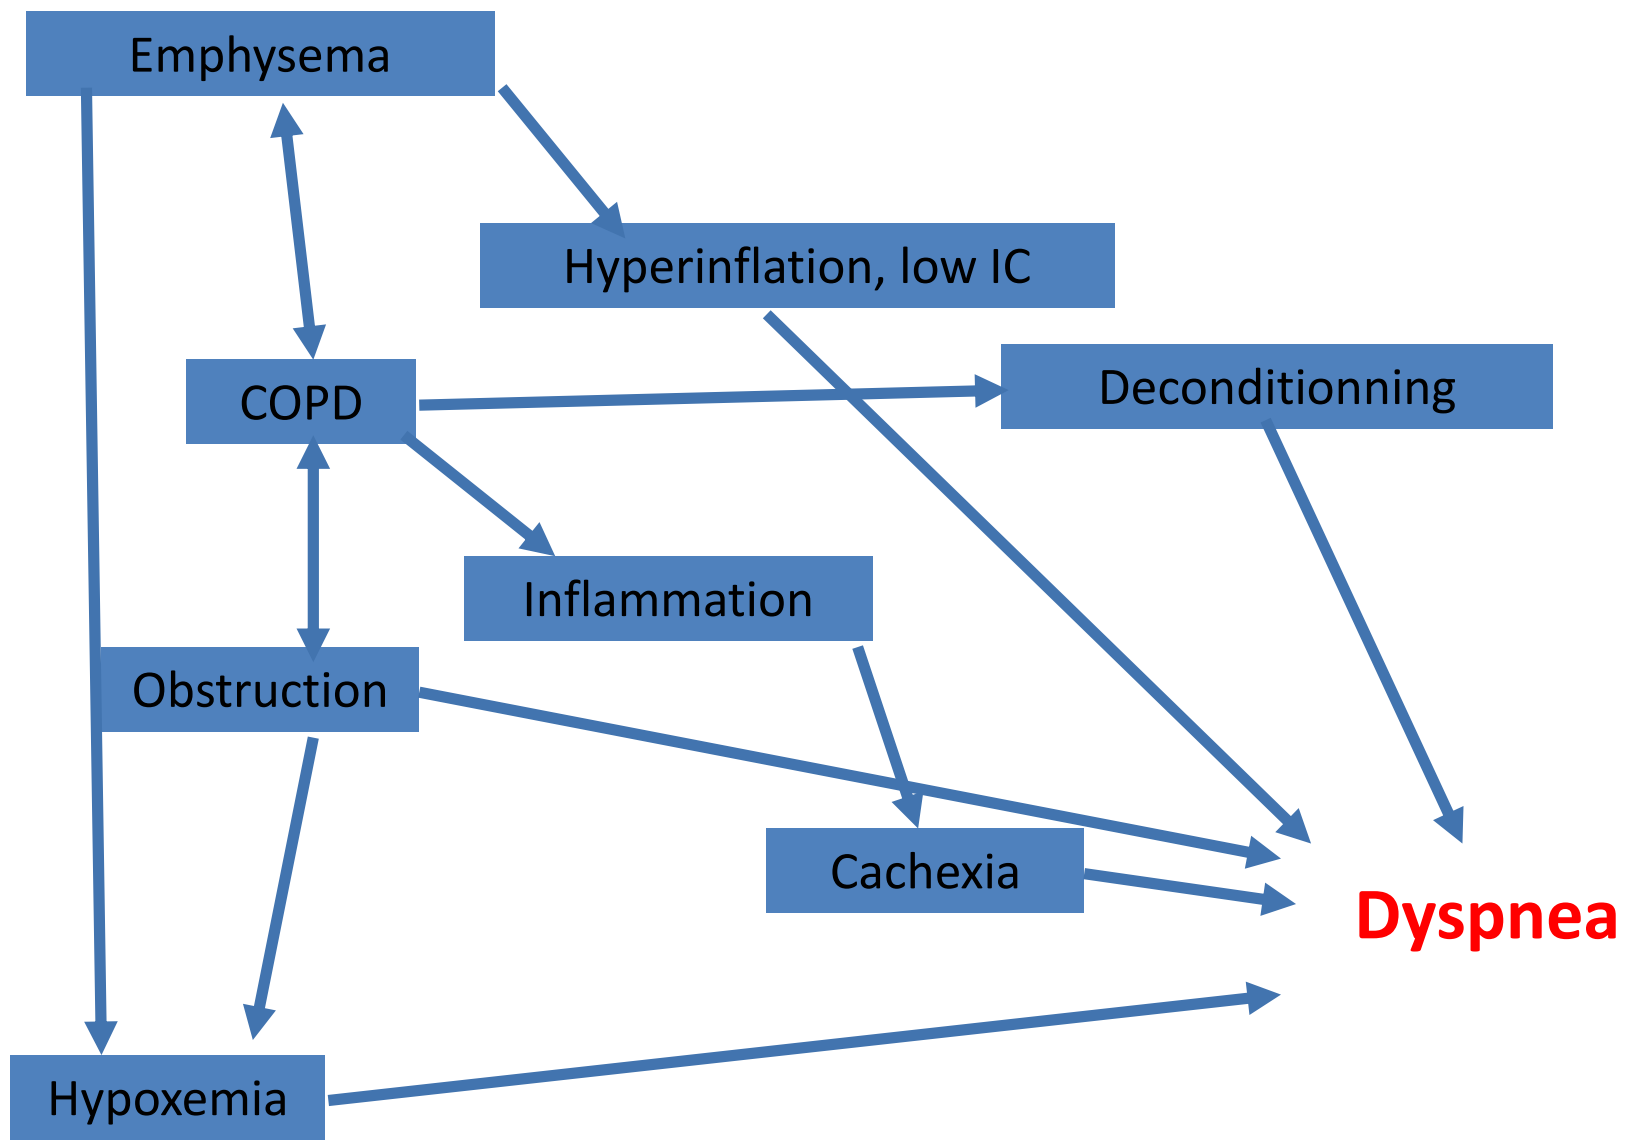 Emphysema
Hyperinflation, low IC
COPD
Deconditionning
Inflammation
Obstruction
Cachexia
Dyspnea
Hypoxemia